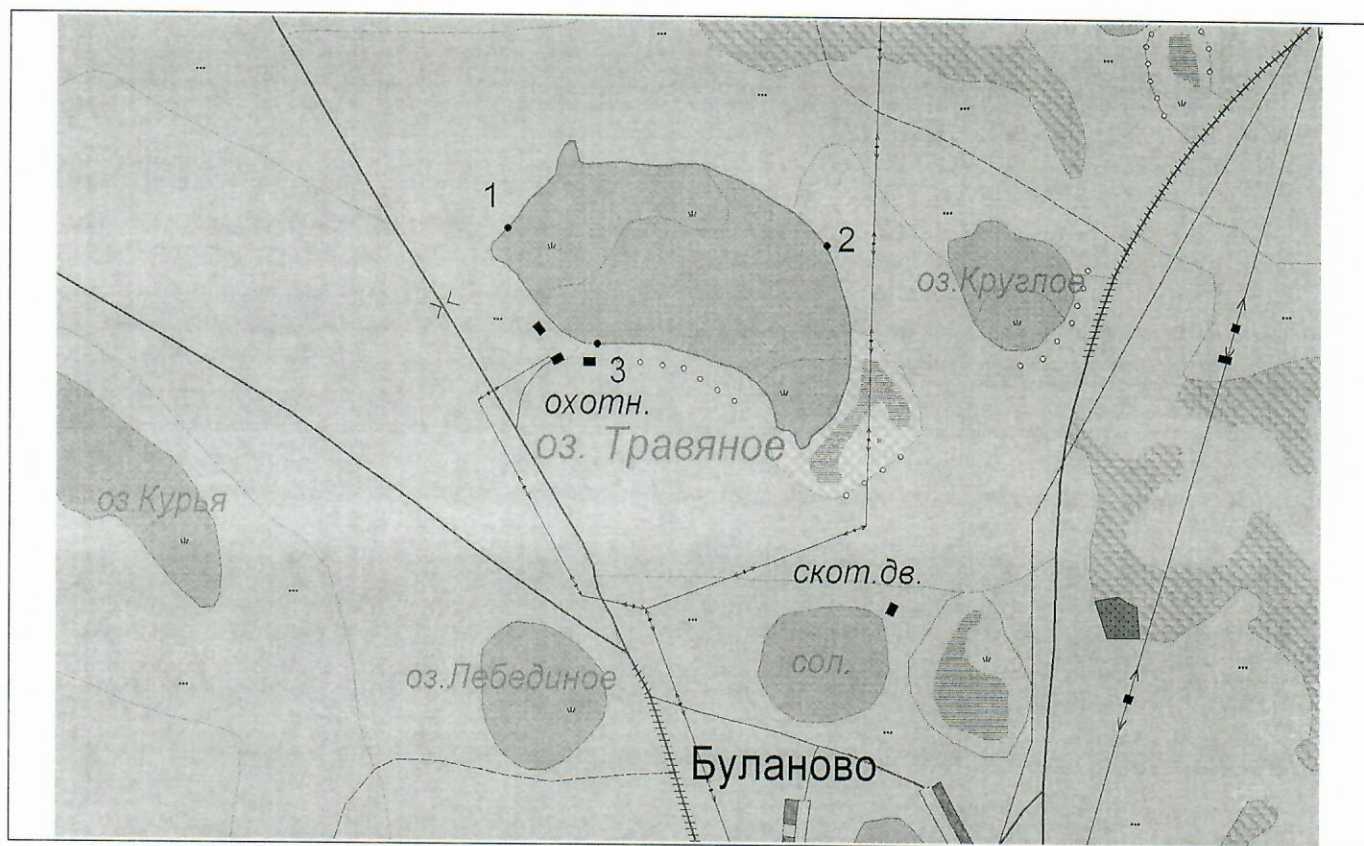 1
2
оз.Круглое
3
охотн.
оз. Травяное
оз.Курья
скот.дв.
оз.Лебединое
сол.
Буланово